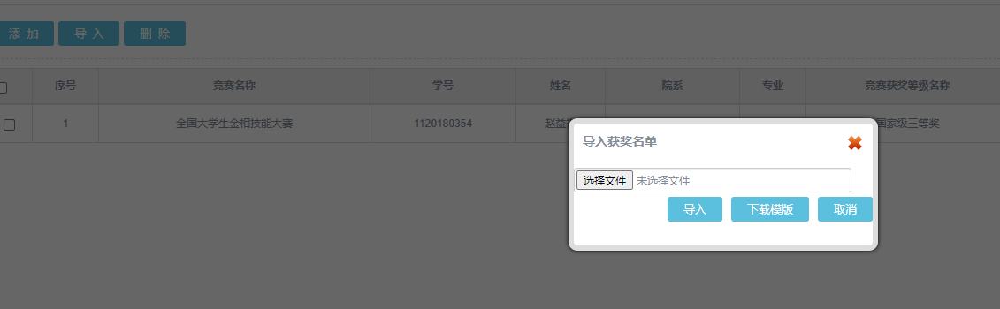 添 加 导 入 删 除
序号 竞赛名称 学号 姓名 院系 专业 竞赛获奖等级名称
1 全国大学生金相技能大赛 1120180354 赵益 国家级三等奖
导入获奖名单
选择文件 未选择文件
导入 下载模版 取消